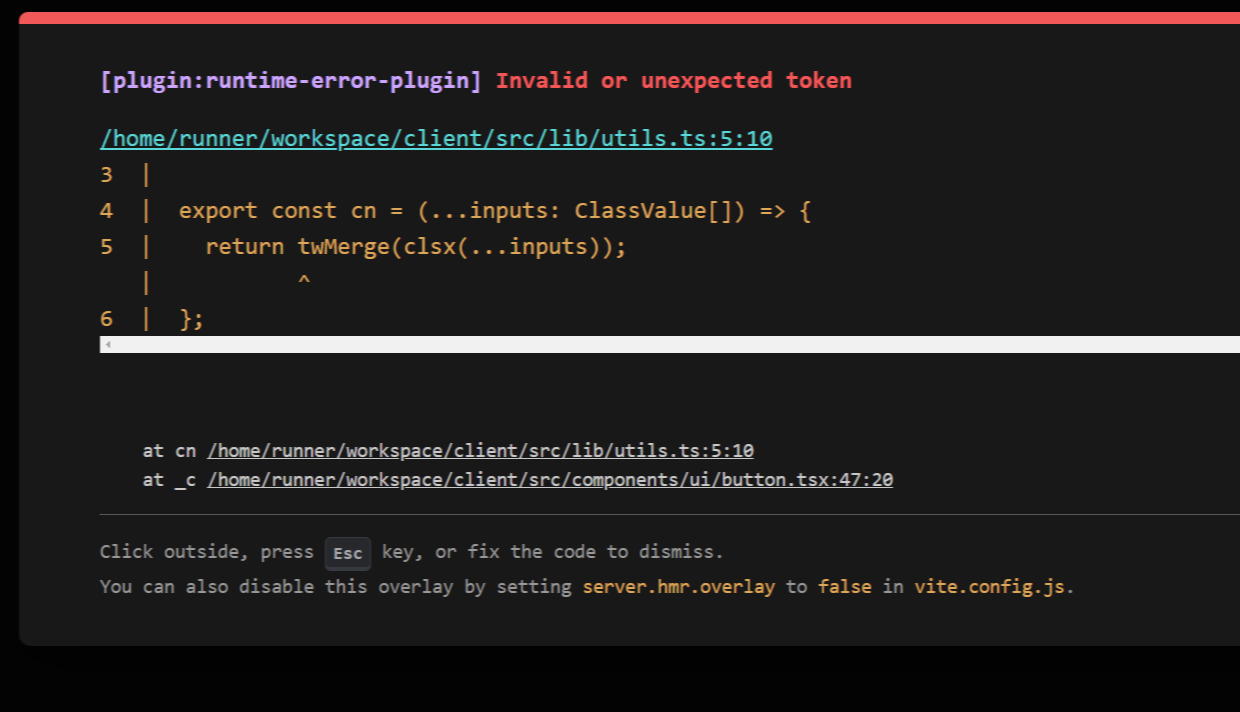 [plugin:runtime-error-plugin] Invalid or unexpected token
/home/runner/workspace/client/src/lib/utils.ts:5:10
3  |
4  |  export const cn = (...inputs: ClassValue[]) => {
5  |    return twMerge(clsx(...inputs));
   |           ^
6  |  };
at cn /home/runner/workspace/client/src/lib/utils.ts:5:10
at _c /home/runner/workspace/client/src/components/ui/button.tsx:47:20
Click outside, press Esc key, or fix the code to dismiss.
You can also disable this overlay by setting server.hmr.overlay to false in vite.config.js.